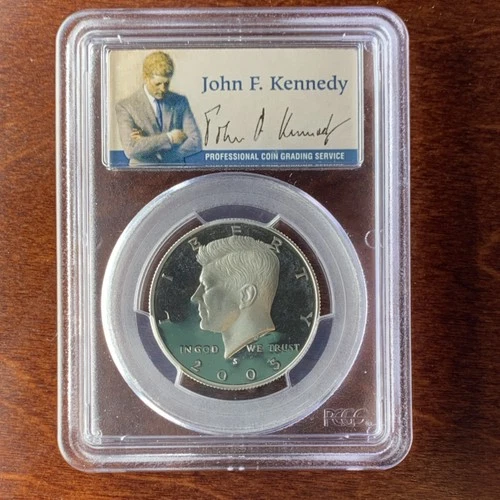 John F. Kennedy
John F Kennedy
PROFESSIONAL COIN GRADING SERVICE
LIBERTY
IN GOD WE TRUST
S
2005
PCGS